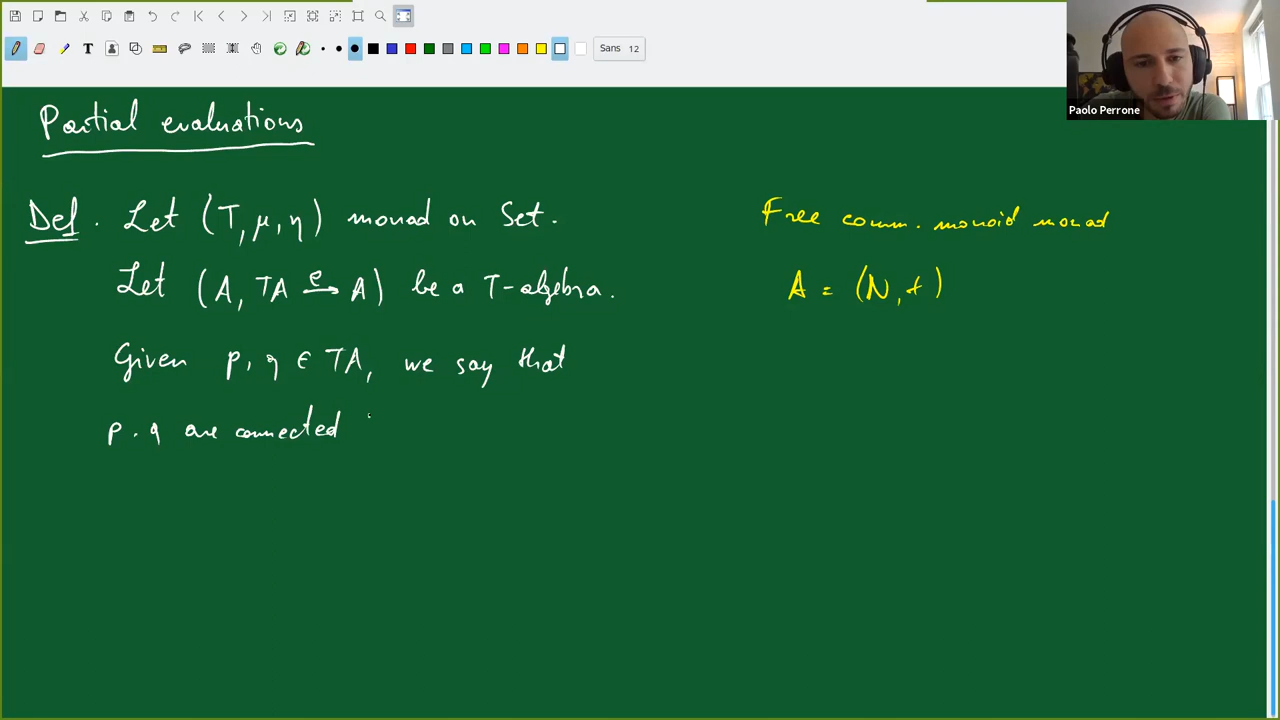 Sans 12
Paolo Perrone
Partial evaluations
Def. Let (T, μ, η) monad on Set.
Let (A, TA -e-> A) be a T-algebra.
Given p, q ∈ TA, we say that
p, q are connected
Free comm. monoid monad
A = (N, +)